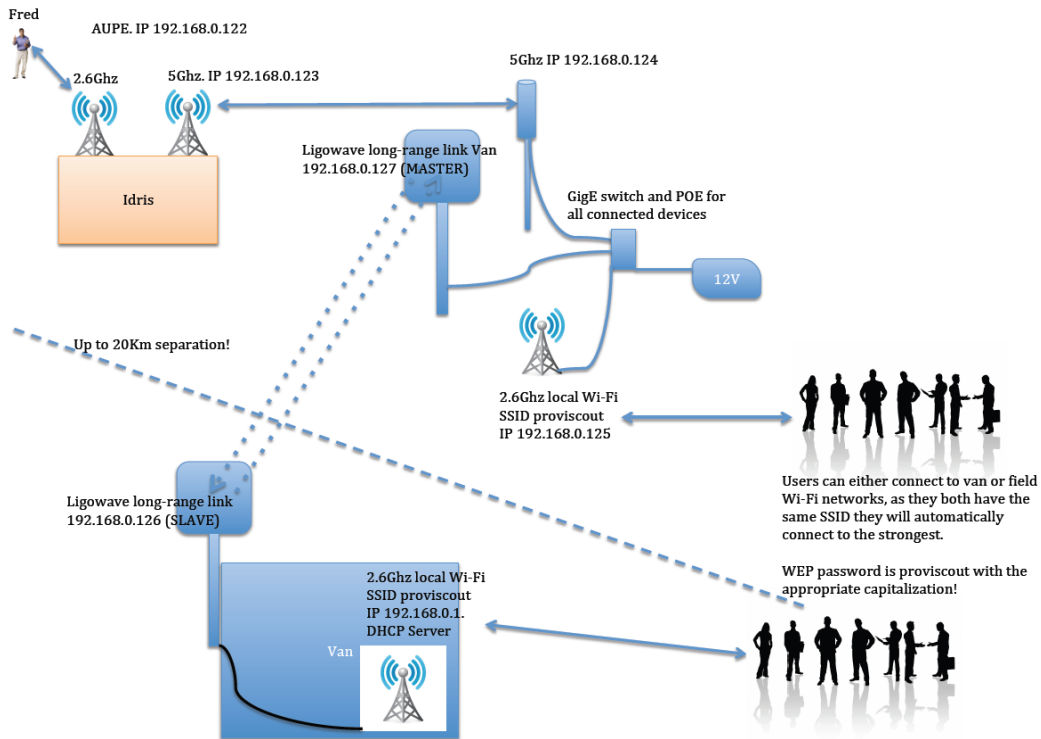 Fred
AUPE. IP 192.168.0.122
2.6Ghz
5Ghz. IP 192.168.0.123
5Ghz IP 192.168.0.124
Ligowave long-range link Van
192.168.0.127 (MASTER)
GigE switch and POE for
all connected devices
Idris
12V
Up to 20Km separation!
2.6Ghz local Wi-Fi
SSID proviscout
IP 192.168.0.125
Users can either connect to van or field
Wi-Fi networks, as they both have the
same SSID they will automatically
connect to the strongest.
WEP password is proviscout with the
appropriate capitalization!
Ligowave long-range link
192.168.0.126 (SLAVE)
2.6Ghz local Wi-Fi
SSID proviscout
IP 192.168.0.1.
DHCP Server
Van